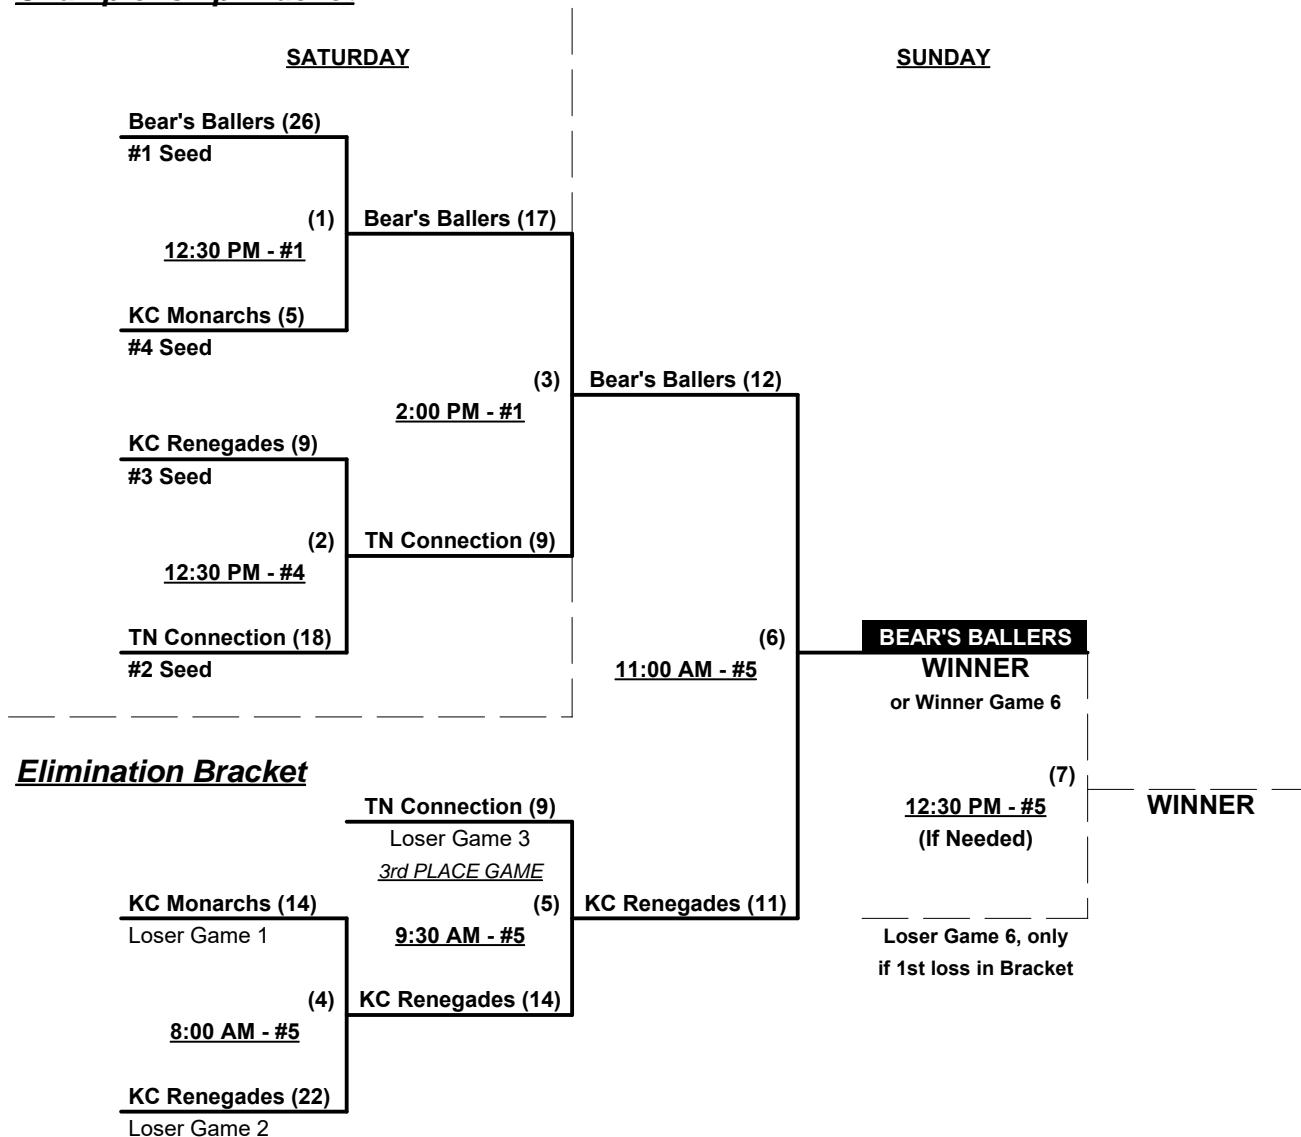 SATURDAY
SUNDAY
Bear's Ballers (26)
#1 Seed
(1)
Bear's Ballers (17)
12:30 PM - #1
KC Monarchs (5)
#4 Seed
(3)
Bear's Ballers (12)
2:00 PM - #1
KC Renegades (9)
#3 Seed
(2)
TN Connection (9)
12:30 PM - #4
TN Connection (18)
#2 Seed
(6)
11:00 AM - #5
BEAR'S BALLERS
WINNER
or Winner Game 6
Elimination Bracket
(7)
12:30 PM - #5
(If Needed)
WINNER
TN Connection (9)
Loser Game 3
3rd PLACE GAME
KC Monarchs (14)
Loser Game 1
(5)
KC Renegades (11)
9:30 AM - #5
Loser Game 6, only
if 1st loss in Bracket
(4)
KC Renegades (14)
8:00 AM - #5
KC Renegades (22)
Loser Game 2